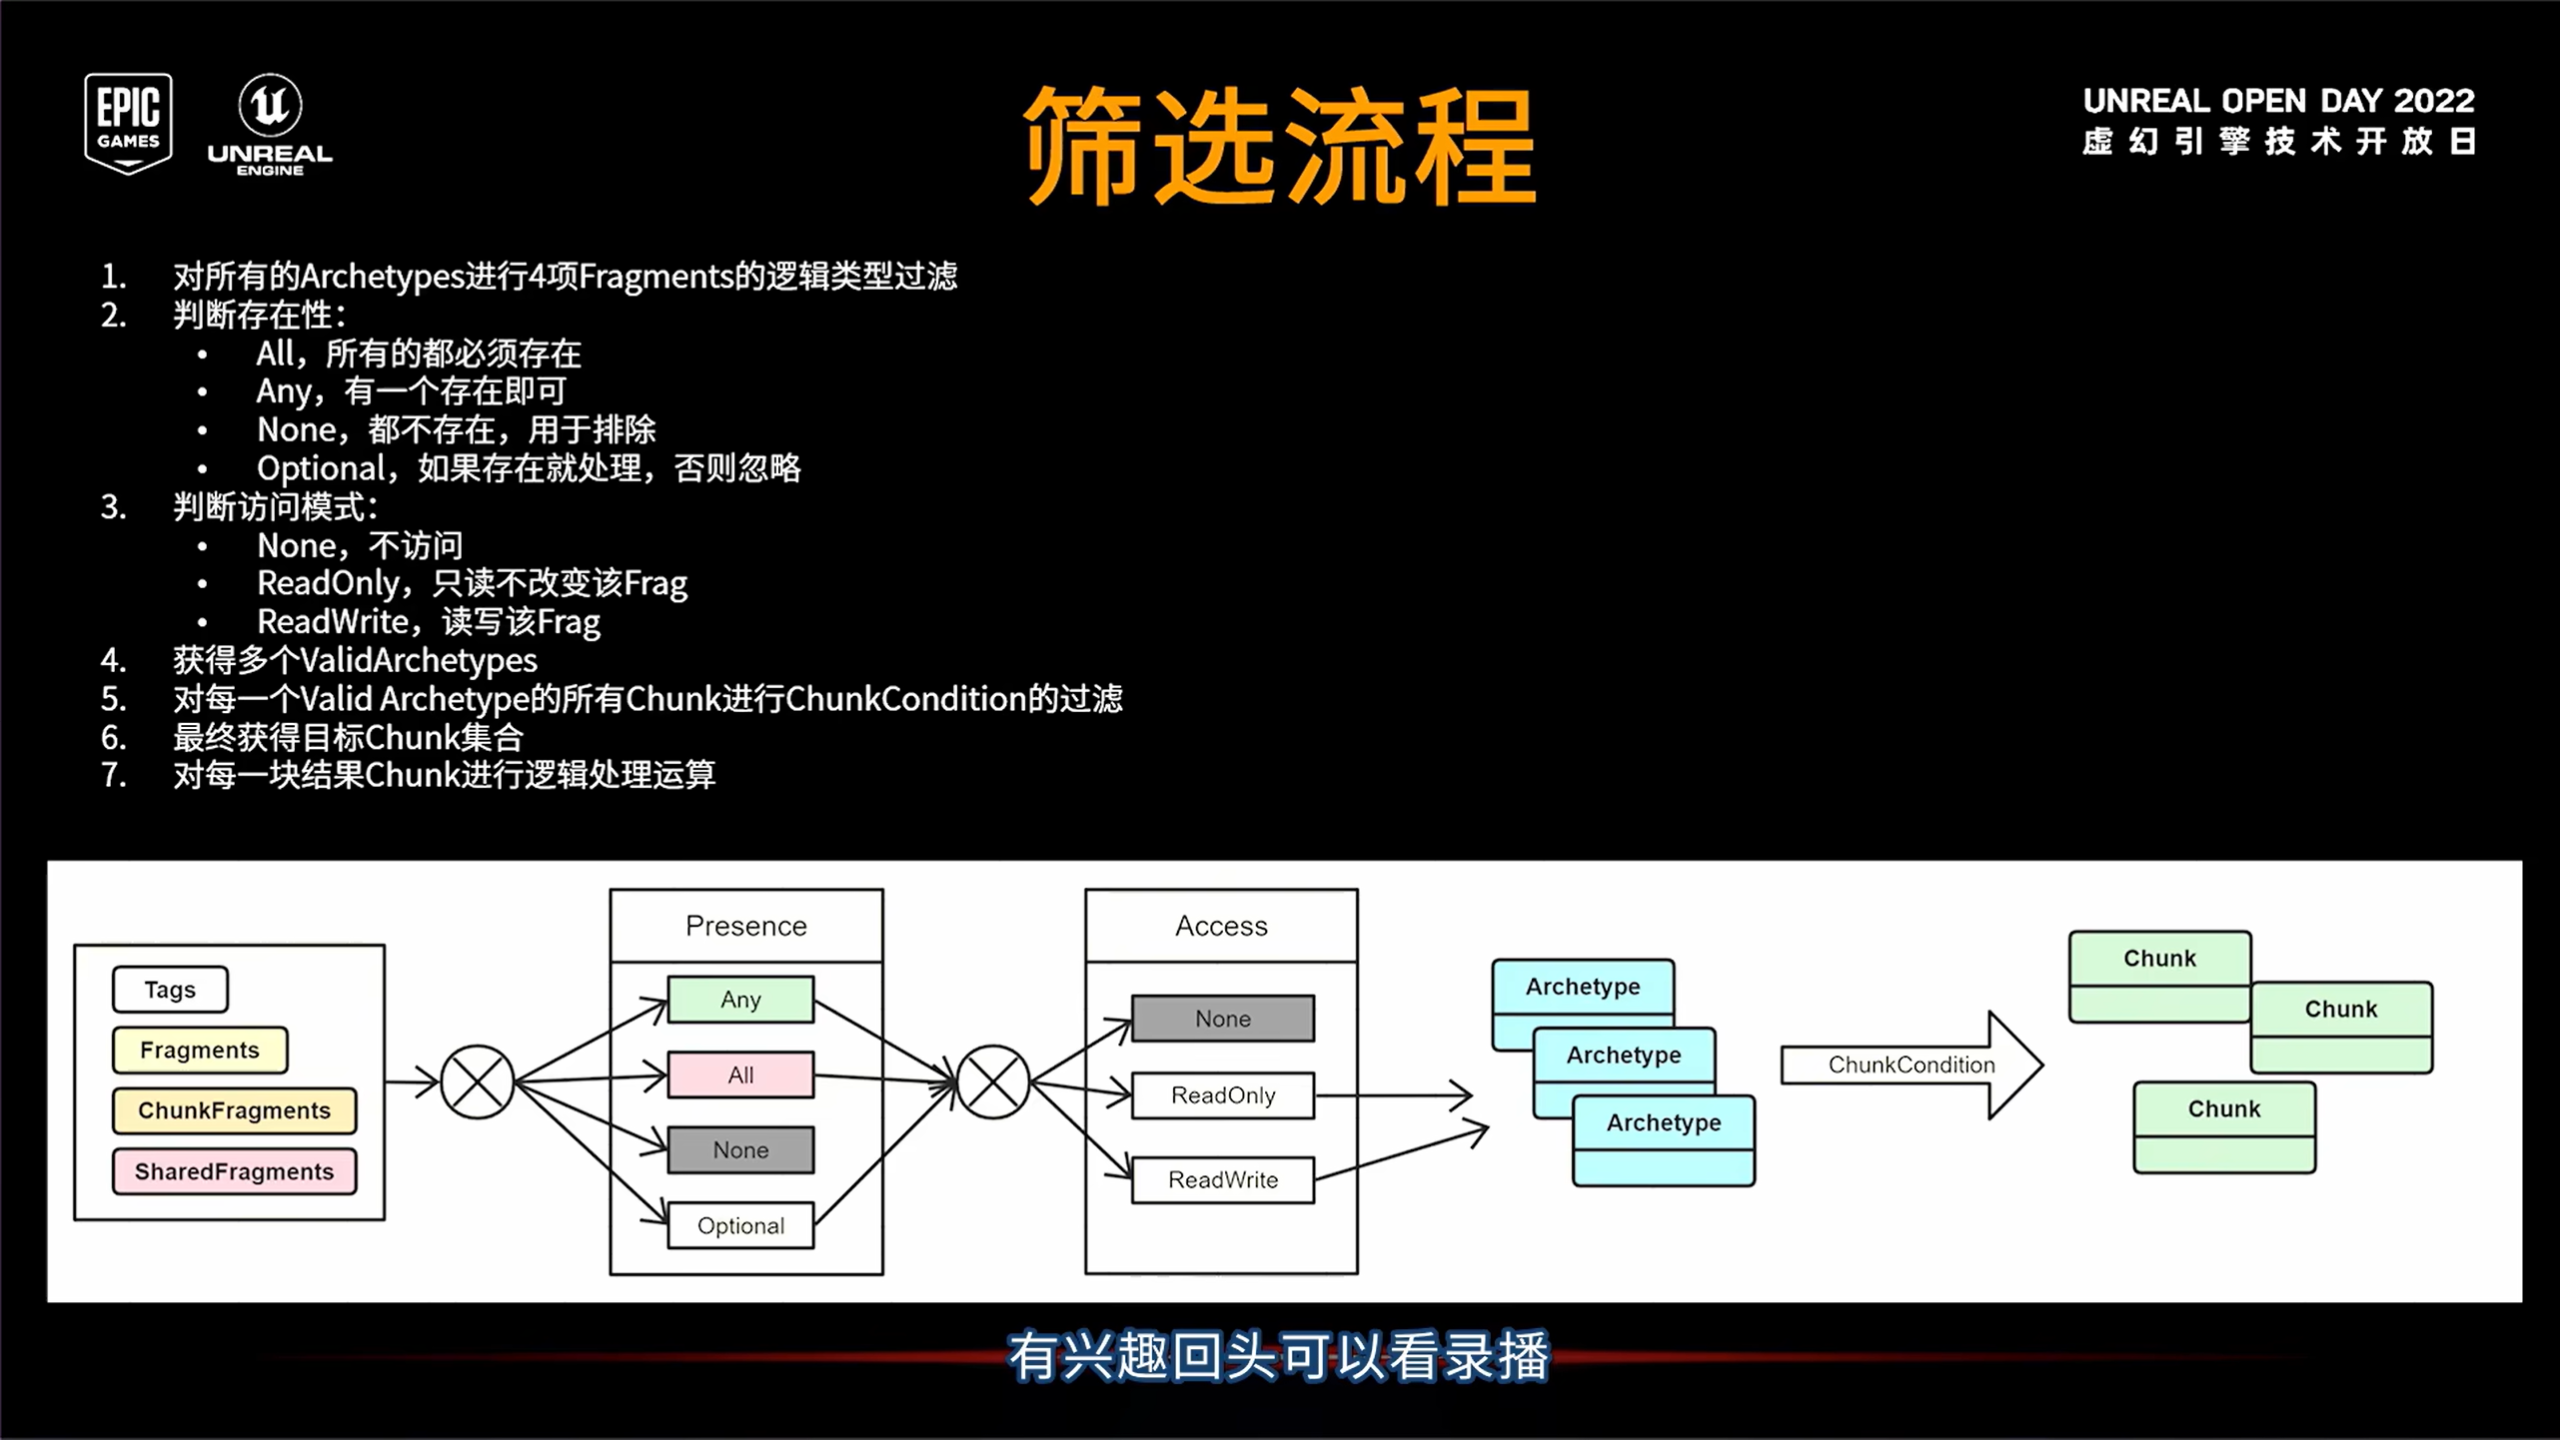 EPIC
GAMES
UNREAL
ENGINE
筛选流程
UNREAL OPEN DAY 2022
虚幻引擎技术开放日
1. 对所有的Archetypes进行4项Fragments的逻辑类型过滤
2. 判断存在性：
• All，所有的都必须存在
• Any，有一个存在即可
• None，都不存在，用于排除
• Optional，如果存在就处理，否则忽略
3. 判断访问模式：
• None，不访问
• ReadOnly，只读不改变该Frag
• ReadWrite，读写该Frag
4. 获得多个ValidArchetypes
5. 对每一个Valid Archetype的所有Chunk进行ChunkCondition的过滤
6. 最终获得目标Chunk集合
7. 对每一块结果Chunk进行逻辑处理运算
Tags
Fragments
ChunkFragments
SharedFragments
Presence
Any
All
None
Optional
Access
None
ReadOnly
ReadWrite
Archetype
Archetype
Archetype
ChunkCondition
Chunk
Chunk
Chunk
有兴趣回头可以看录播